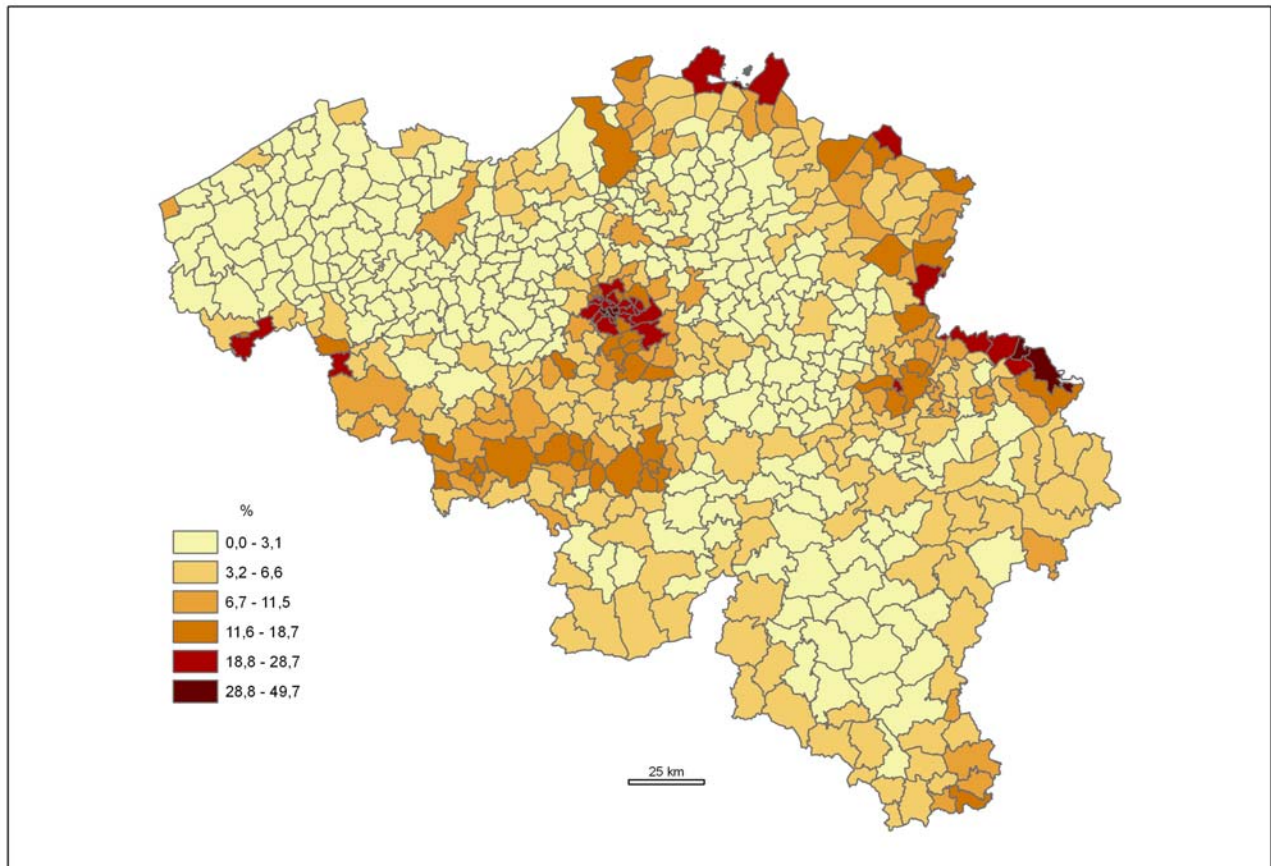 %
0,0 - 3,1
3,2 - 6,6
6,7 - 11,5
11,6 - 18,7
18,8 - 28,7
28,8 - 49,7
25 km